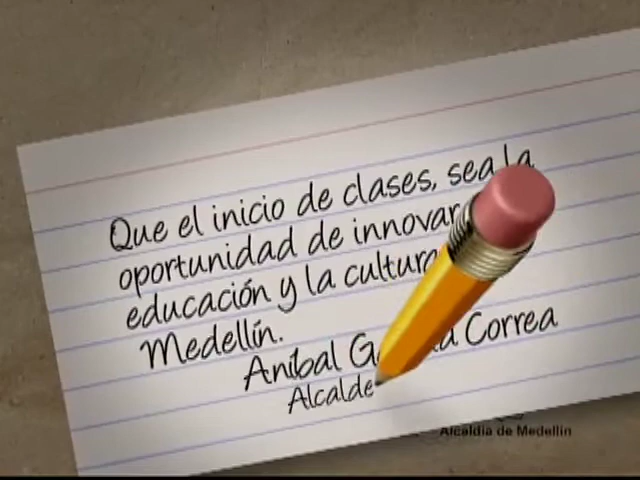 Que el inicio de clases, sea la
oportunidad de innovar
educación y la cultura
Medellín.
Aníbal Correa
Alcalde
Alcaldía de Medellín